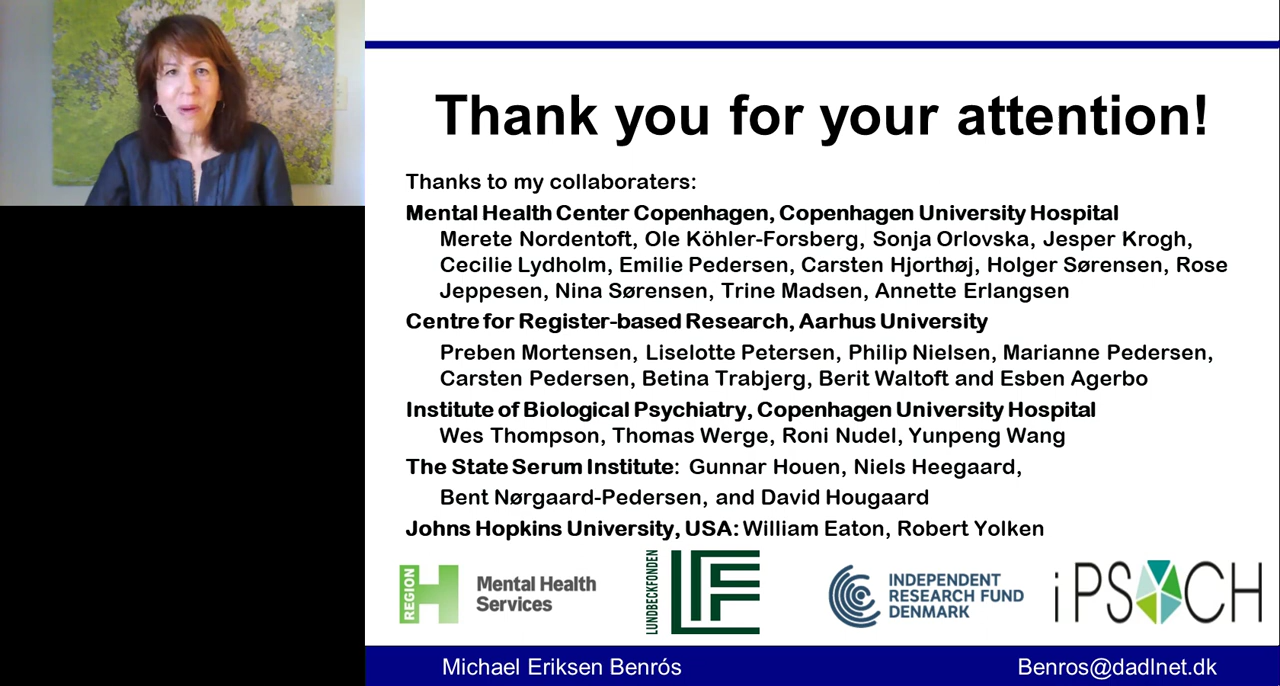 Thank you for your attention!
Thanks to my collaboraters:
Mental Health Center Copenhagen, Copenhagen University Hospital
Merete Nordentoft, Ole Köhler-Forsberg, Sonja Orlovska, Jesper Krogh,
Cecilie Lydholm, Emilie Pedersen, Carsten Hjorthøj, Holger Sørensen, Rose
Jeppesen, Nina Sørensen, Trine Madsen, Annette Erlangsen
Centre for Register-based Research, Aarhus University
Preben Mortensen, Liselotte Petersen, Philip Nielsen, Marianne Pedersen,
Carsten Pedersen, Betina Trabjerg, Berit Waltoft and Esben Agerbo
Institute of Biological Psychiatry, Copenhagen University Hospital
Wes Thompson, Thomas Werge, Roni Nudel, Yunpeng Wang
The State Serum Institute: Gunnar Houen, Niels Heegaard,
Bent Nørgaard-Pedersen, and David Hougaard
Johns Hopkins University, USA: William Eaton, Robert Yolken
REGION H
Mental Health
Services
LUNDBECKFONDEN
LF
INDEPENDENT
RESEARCH FUND
DENMARK
iPSYCH
Michael Eriksen Benrós
Benros@dadlnet.dk